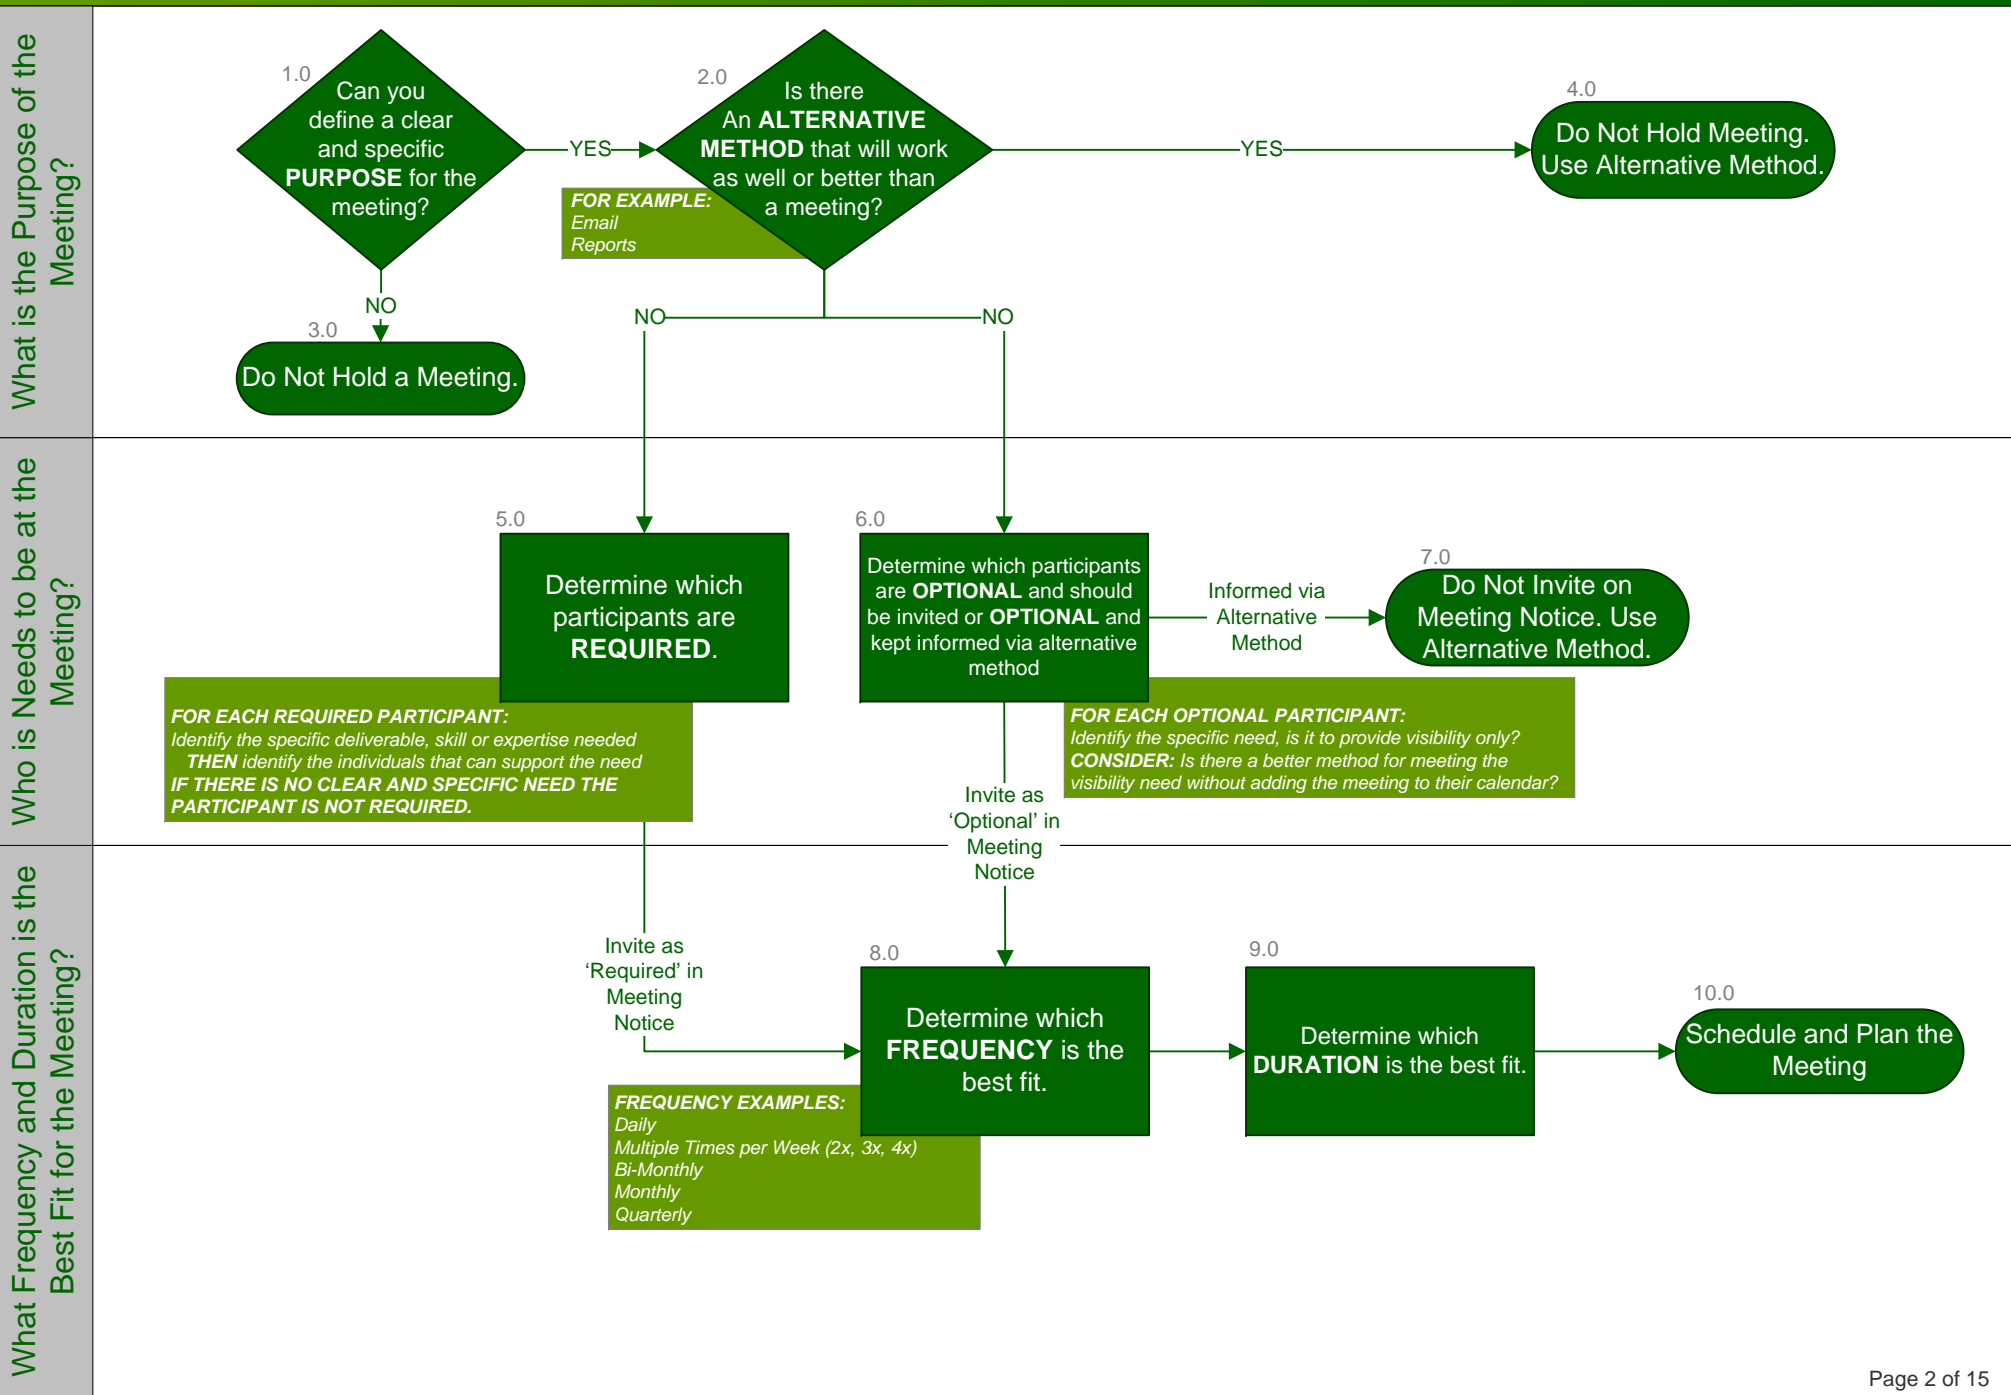 What is the Purpose of the
Meeting?
1.0
Can you
define a clear
and specific
PURPOSE for the
meeting?
YES
NO
2.0
Is there
An ALTERNATIVE
METHOD that will work
as well or better than
a meeting?
FOR EXAMPLE:
Email
Reports
YES
4.0
Do Not Hold Meeting.
Use Alternative Method.
3.0
Do Not Hold a Meeting.
NO
NO
Who is Needs to be at the
Meeting?
5.0
Determine which
participants are
REQUIRED.
FOR EACH REQUIRED PARTICIPANT:
Identify the specific deliverable, skill or expertise needed
THEN identify the individuals that can support the need
IF THERE IS NO CLEAR AND SPECIFIC NEED THE
PARTICIPANT IS NOT REQUIRED.
6.0
Determine which participants
are OPTIONAL and should
be invited or OPTIONAL and
kept informed via alternative
method
Informed via
Alternative
Method
7.0
Do Not Invite on
Meeting Notice. Use
Alternative Method.
FOR EACH OPTIONAL PARTICIPANT:
Identify the specific need, is it to provide visibility only?
CONSIDER: Is there a better method for meeting the
visibility need without adding the meeting to their calendar?
Invite as
‘Optional’ in
Meeting
Notice
What Frequency and Duration is the
Best Fit for the Meeting?
Invite as
‘Required’ in
Meeting
Notice
8.0
Determine which
FREQUENCY is the
best fit.
FREQUENCY EXAMPLES:
Daily
Multiple Times per Week (2x, 3x, 4x)
Bi-Monthly
Monthly
Quarterly
9.0
Determine which
DURATION is the best fit.
10.0
Schedule and Plan the
Meeting
Page 2 of 15